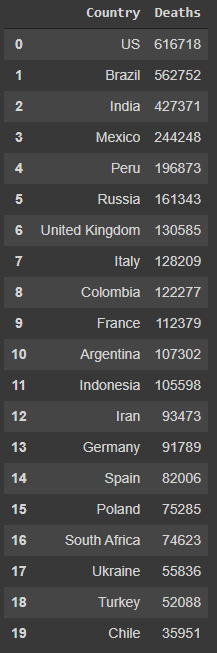 Country Deaths
0 US 616718
1 Brazil 562752
2 India 427371
3 Mexico 244248
4 Peru 196873
5 Russia 161343
6 United Kingdom 130585
7 Italy 128209
8 Colombia 122277
9 France 112379
10 Argentina 107302
11 Indonesia 105598
12 Iran 93473
13 Germany 91789
14 Spain 82006
15 Poland 75285
16 South Africa 74623
17 Ukraine 55836
18 Turkey 52088
19 Chile 35951